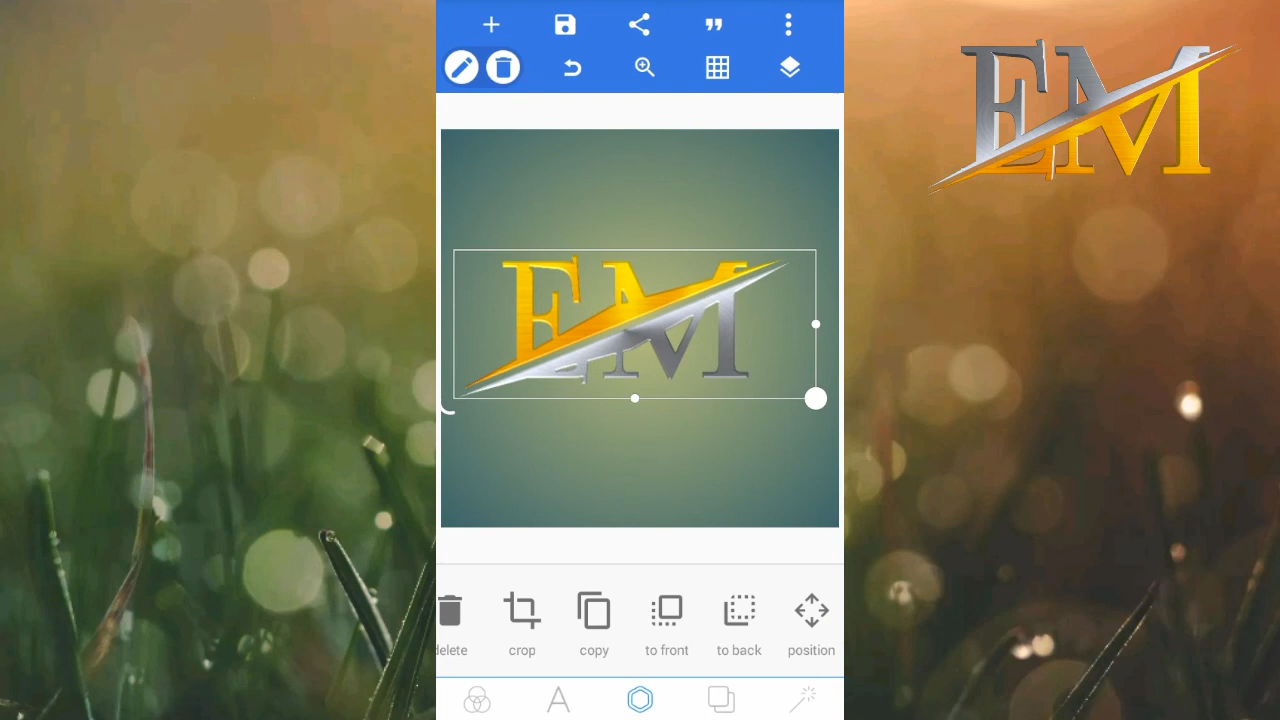 EM
EM
delete
crop
copy
to front
to back
position
A